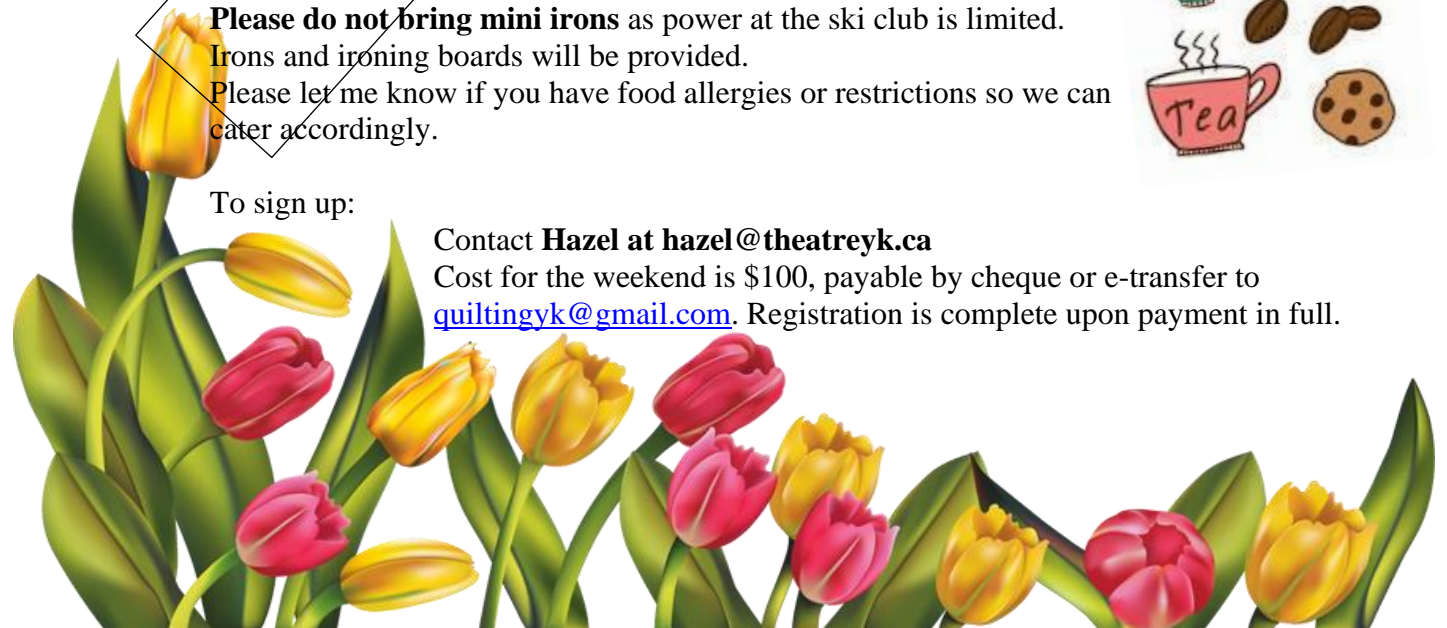 Please do not bring mini irons as power at the ski club is limited.
Irons and ironing boards will be provided.
Please let me know if you have food allergies or restrictions so we can
cater accordingly.
Tea
To sign up:
Contact Hazel at hazel@theatreyk.ca
Cost for the weekend is $100, payable by cheque or e-transfer to
quiltingyk@gmail.com. Registration is complete upon payment in full.